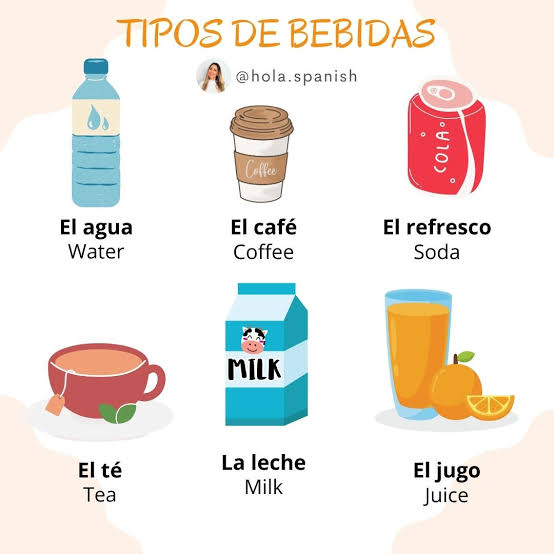 TIPOS DE BEBIDAS
@hola.spanish
Coffee
COLA
El agua
Water
El café
Coffee
El refresco
Soda
MILK
El té
Tea
La leche
Milk
El jugo
Juice